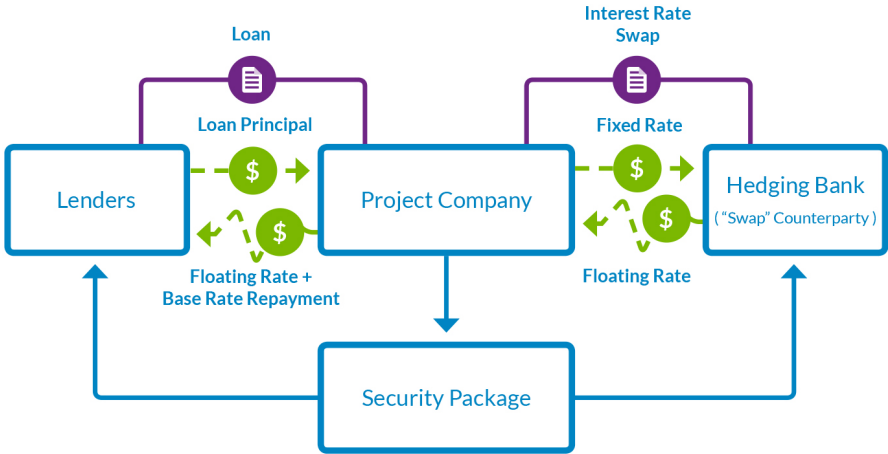 Loan
Interest Rate
Swap
Loan Principal
Fixed Rate
$
$
Lenders
Project Company
Hedging Bank
( “Swap” Counterparty )
$
$
Floating Rate +
Base Rate Repayment
Floating Rate
Security Package